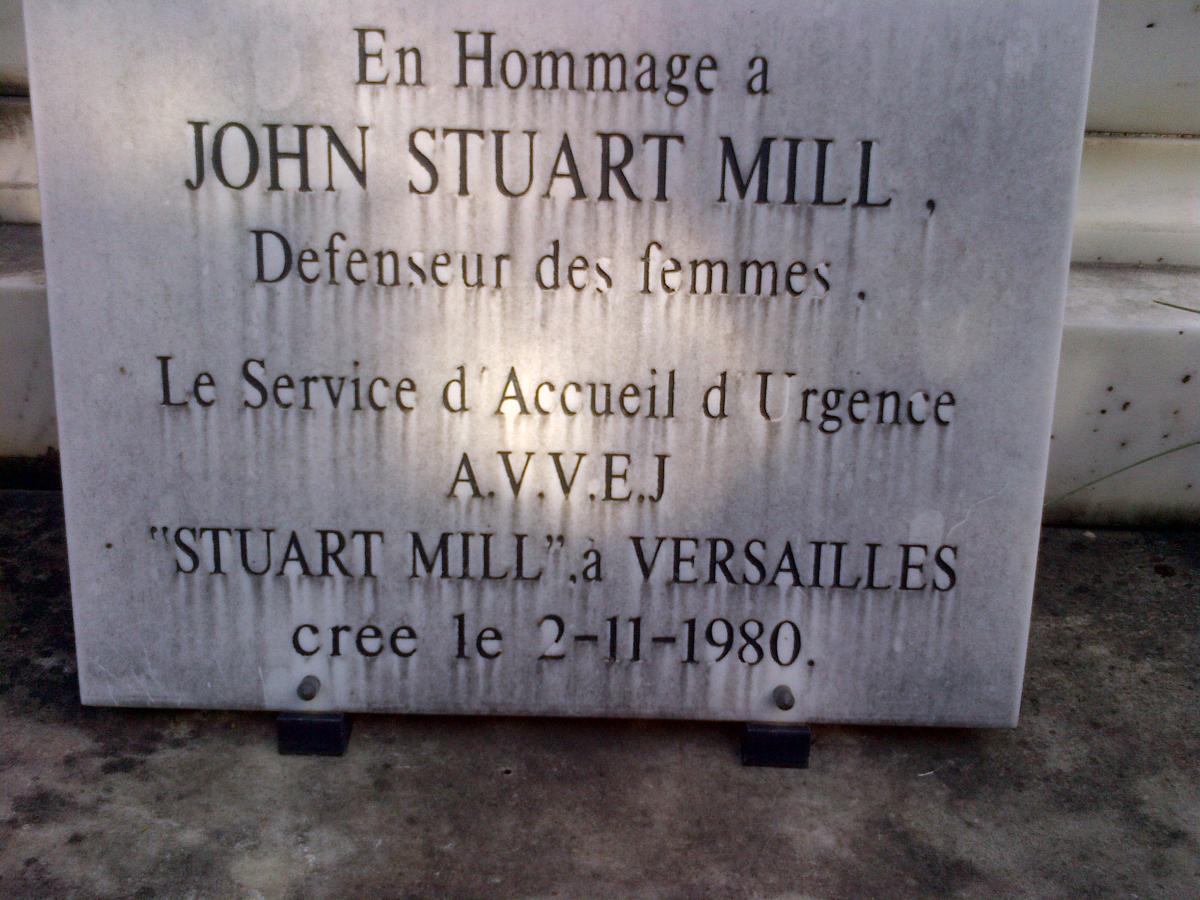 En Hommage a
JOHN STUART MILL ,
Defenseur des femmes .
Le Service d'Accueil d'Urgence
A.V.V.E.J
"STUART MILL".à VERSAILLES
cree le 2-11-1980.